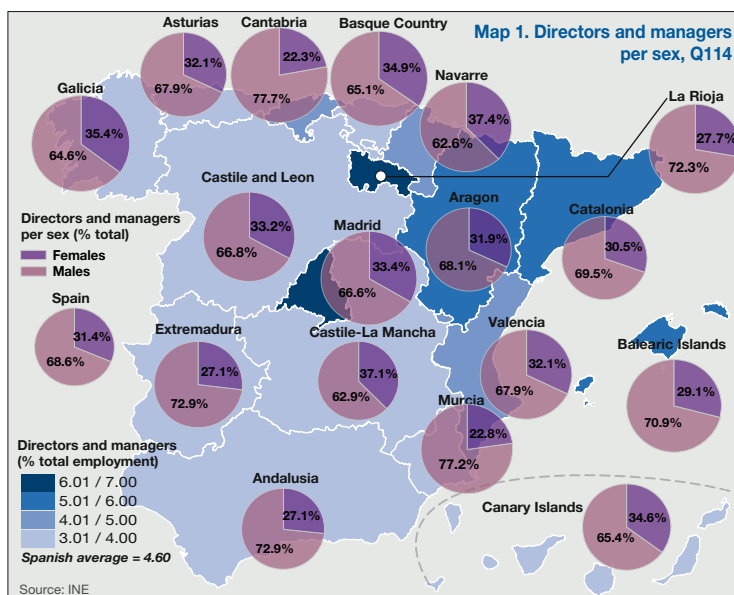 Map 1. Directors and managers
per sex, Q114
Asturias
32.1%
67.9%
Cantabria
22.3%
77.7%
Basque Country
34.9%
65.1%
Navarre
37.4%
62.6%
La Rioja
27.7%
72.3%
Galicia
35.4%
64.6%
Castile and Leon
33.2%
66.8%
Aragon
31.9%
68.1%
Catalonia
30.5%
69.5%
Madrid
33.4%
66.6%
Directors and managers
per sex (% total)
Females
Males
Spain
31.4%
68.6%
Extremadura
27.1%
72.9%
Castile-La Mancha
37.1%
62.9%
Valencia
32.1%
67.9%
Balearic Islands
29.1%
70.9%
Murcia
22.8%
77.2%
Directors and managers
(% total employment)
6.01 / 7.00
5.01 / 6.00
4.01 / 5.00
3.01 / 4.00
Spanish average = 4.60
Andalusia
27.1%
72.9%
Canary Islands
34.6%
65.4%
Source: INE